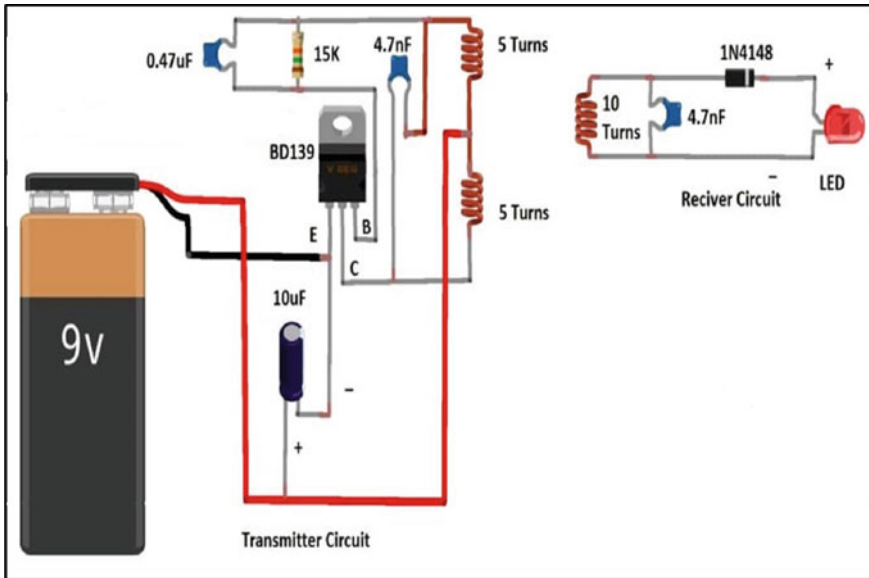 0.47uF
15K
4.7nF
5 Turns
1N4148
+
10
Turns
4.7nF
BD139
–
LED
Reciver Circuit
5 Turns
E
B
C
10uF
9v
–
+
Transmitter Circuit